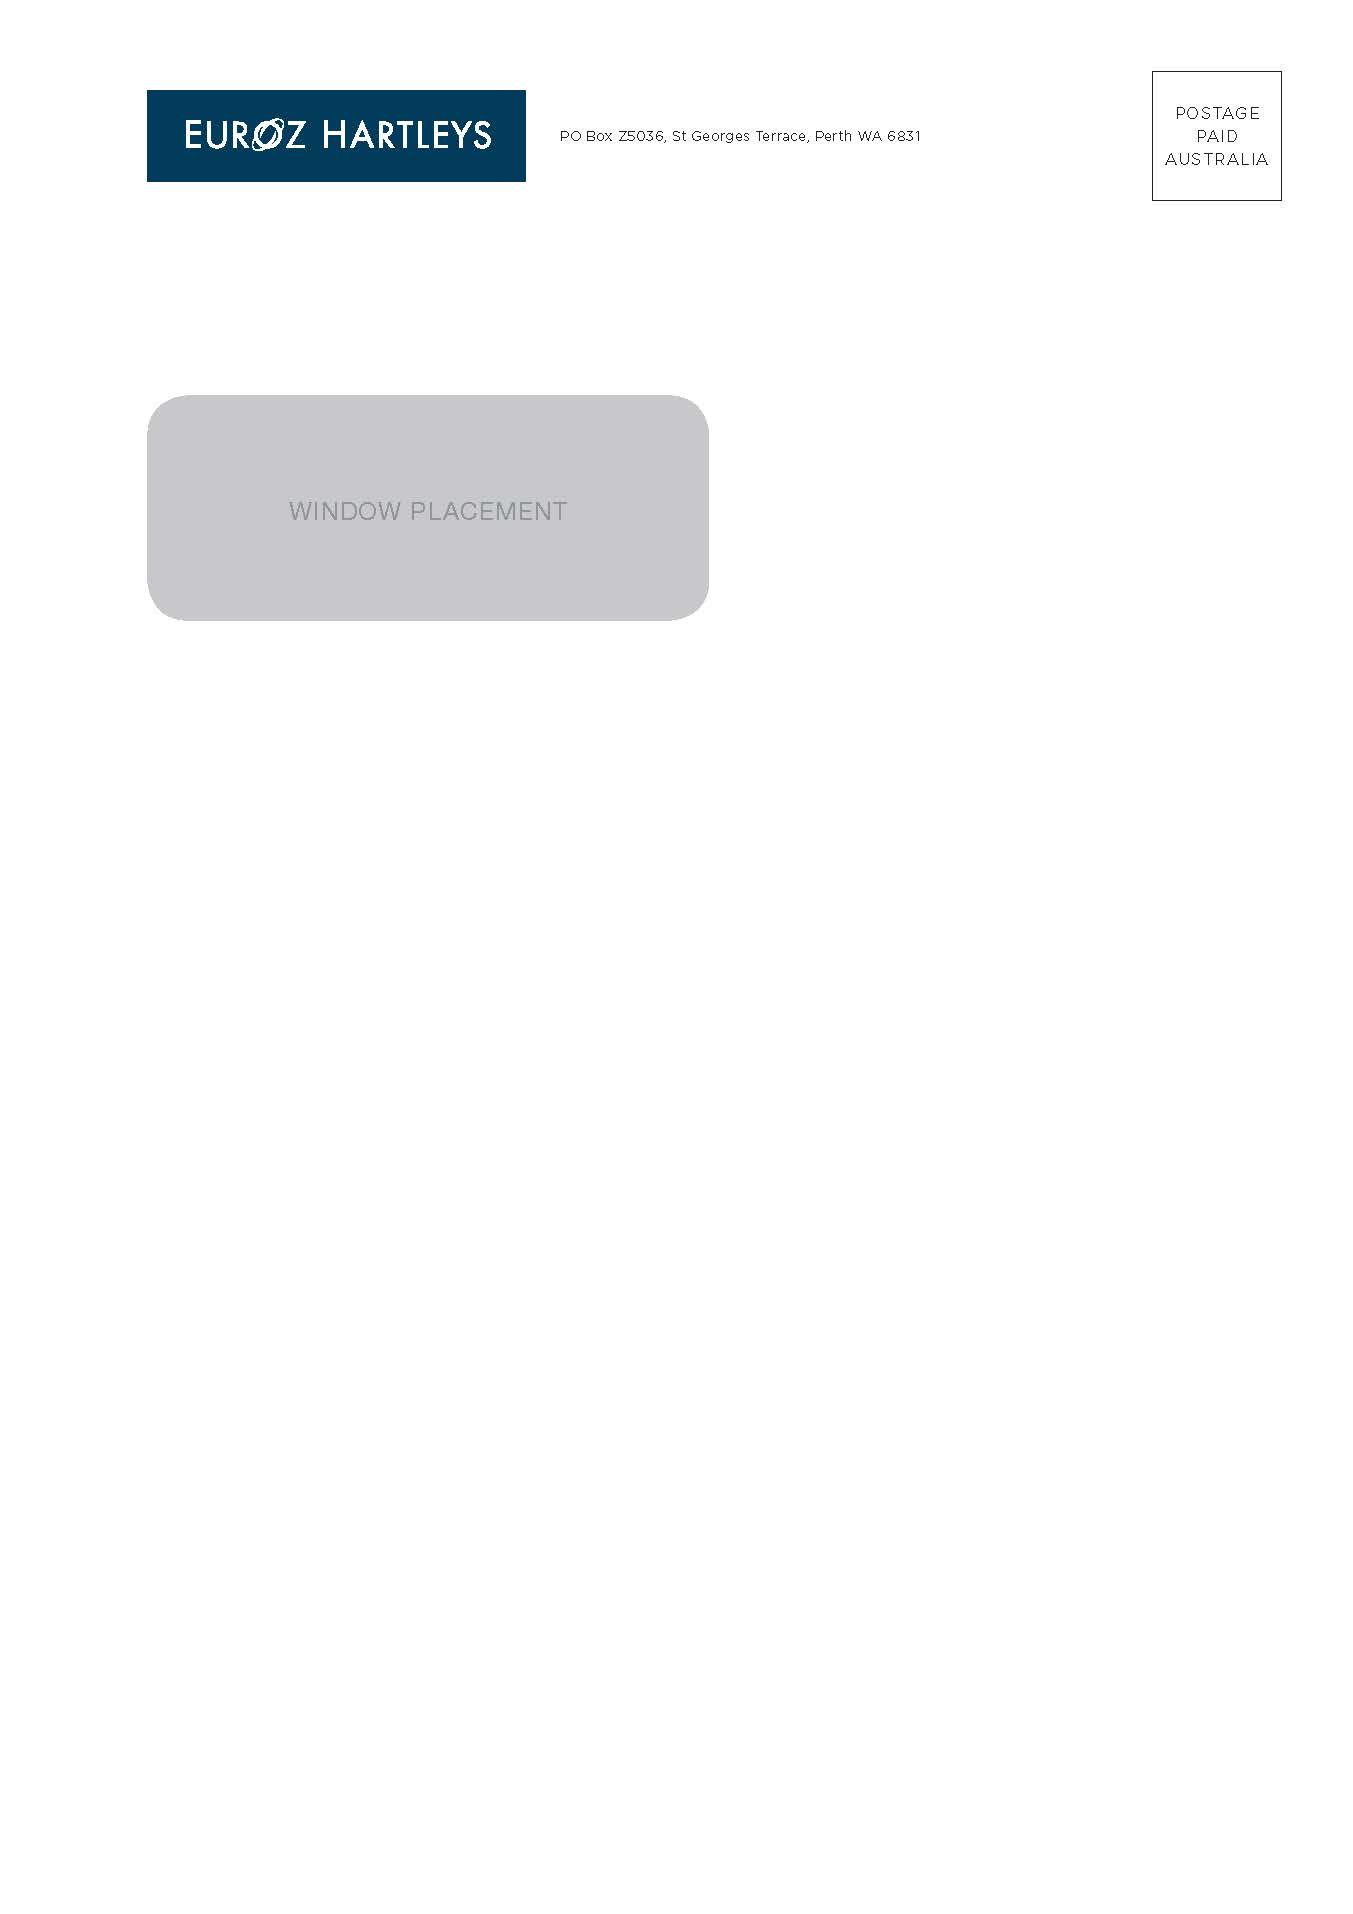 EUROZ HARTLEYS
PO Box Z5036, St Georges Terrace, Perth WA 6831
POSTAGE
PAID
AUSTRALIA
WINDOW PLACEMENT